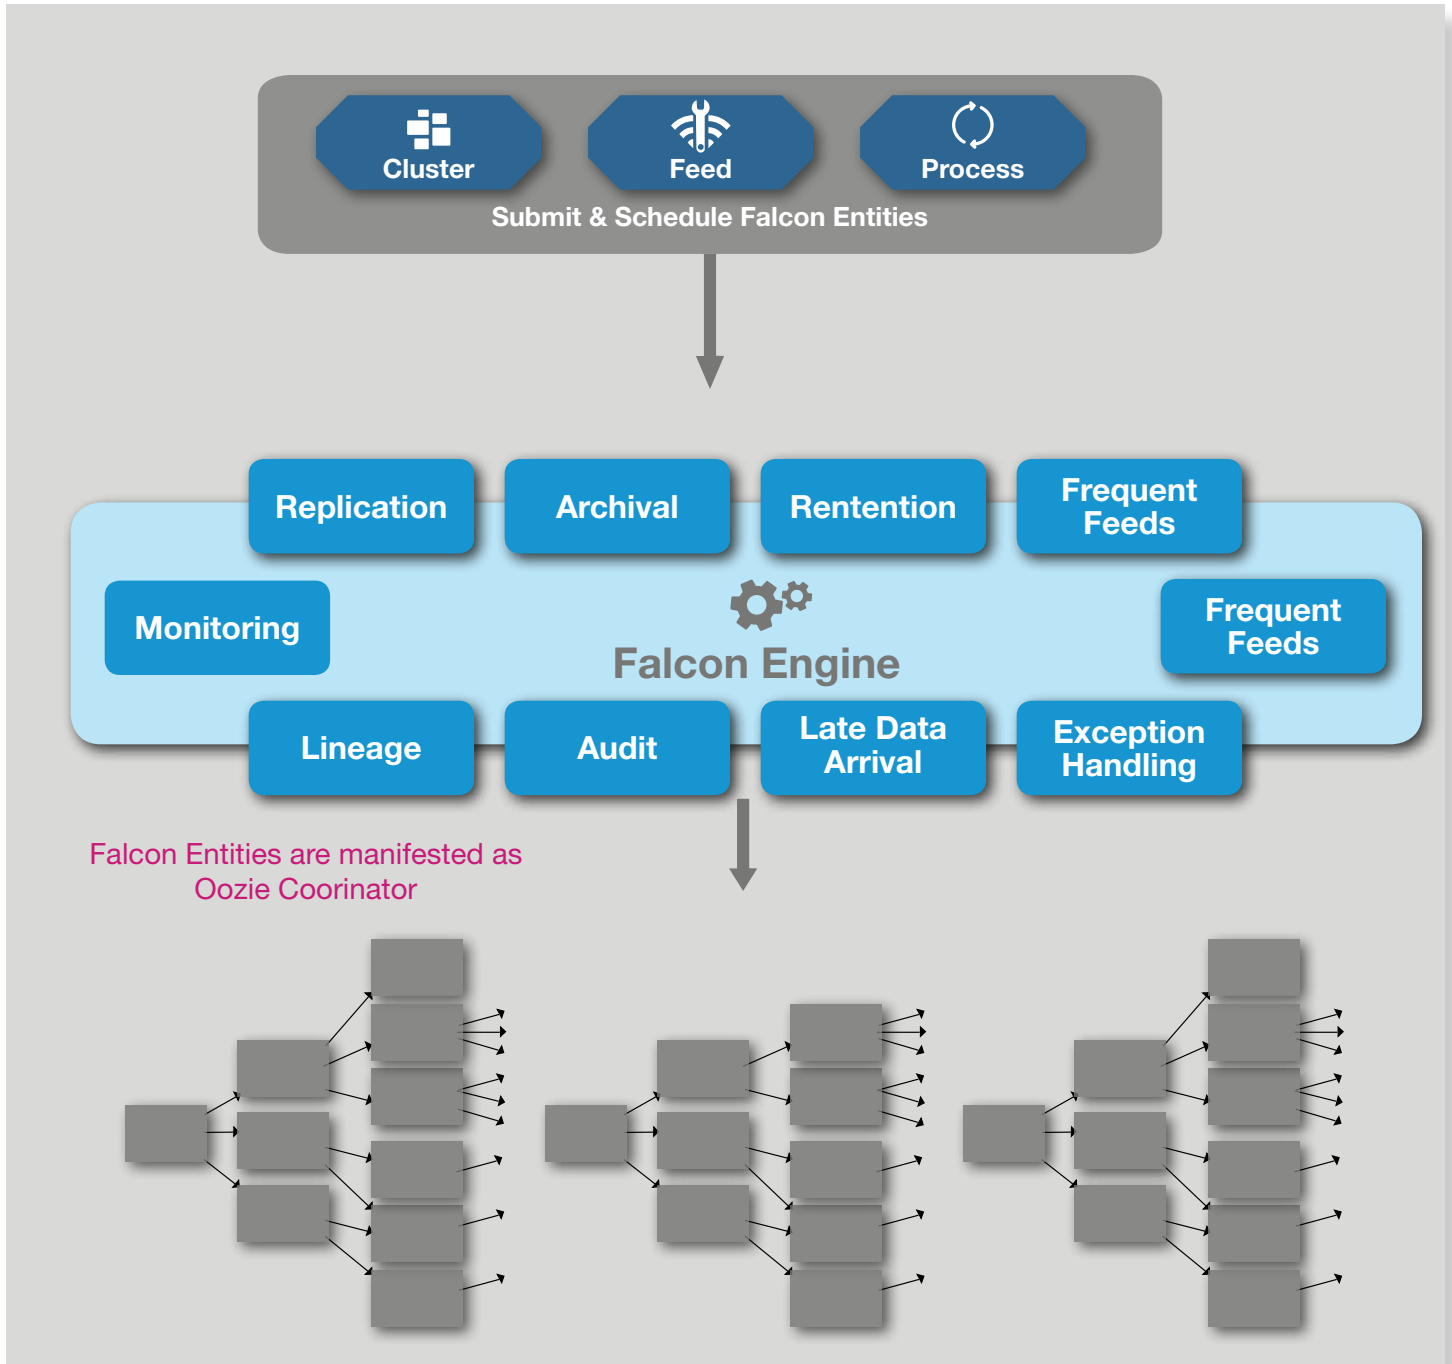 Cluster
Feed
Process
Submit & Schedule Falcon Entities
Replication
Archival
Rentention
Frequent
Feeds
Monitoring
Falcon Engine
Frequent
Feeds
Lineage
Audit
Late Data
Arrival
Exception
Handling
Falcon Entities are manifested as
Oozie Coorinator